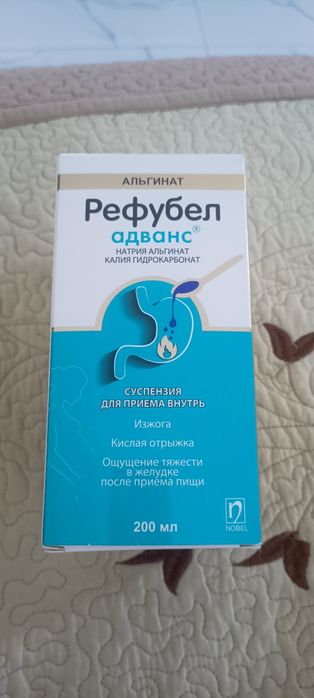 АЛЬГИНАТ
Рефубел
адванс®
НАТРИЯ АЛЬГИНАТ
КАЛИЯ ГИДРОКАРБОНАТ
СУСПЕНЗИЯ
ДЛЯ ПРИЕМА ВНУТРЬ
Изжога
Кислая отрыжка
Ощущение тяжести
в желудке
после приёма пищи
200 мл
NOBEL